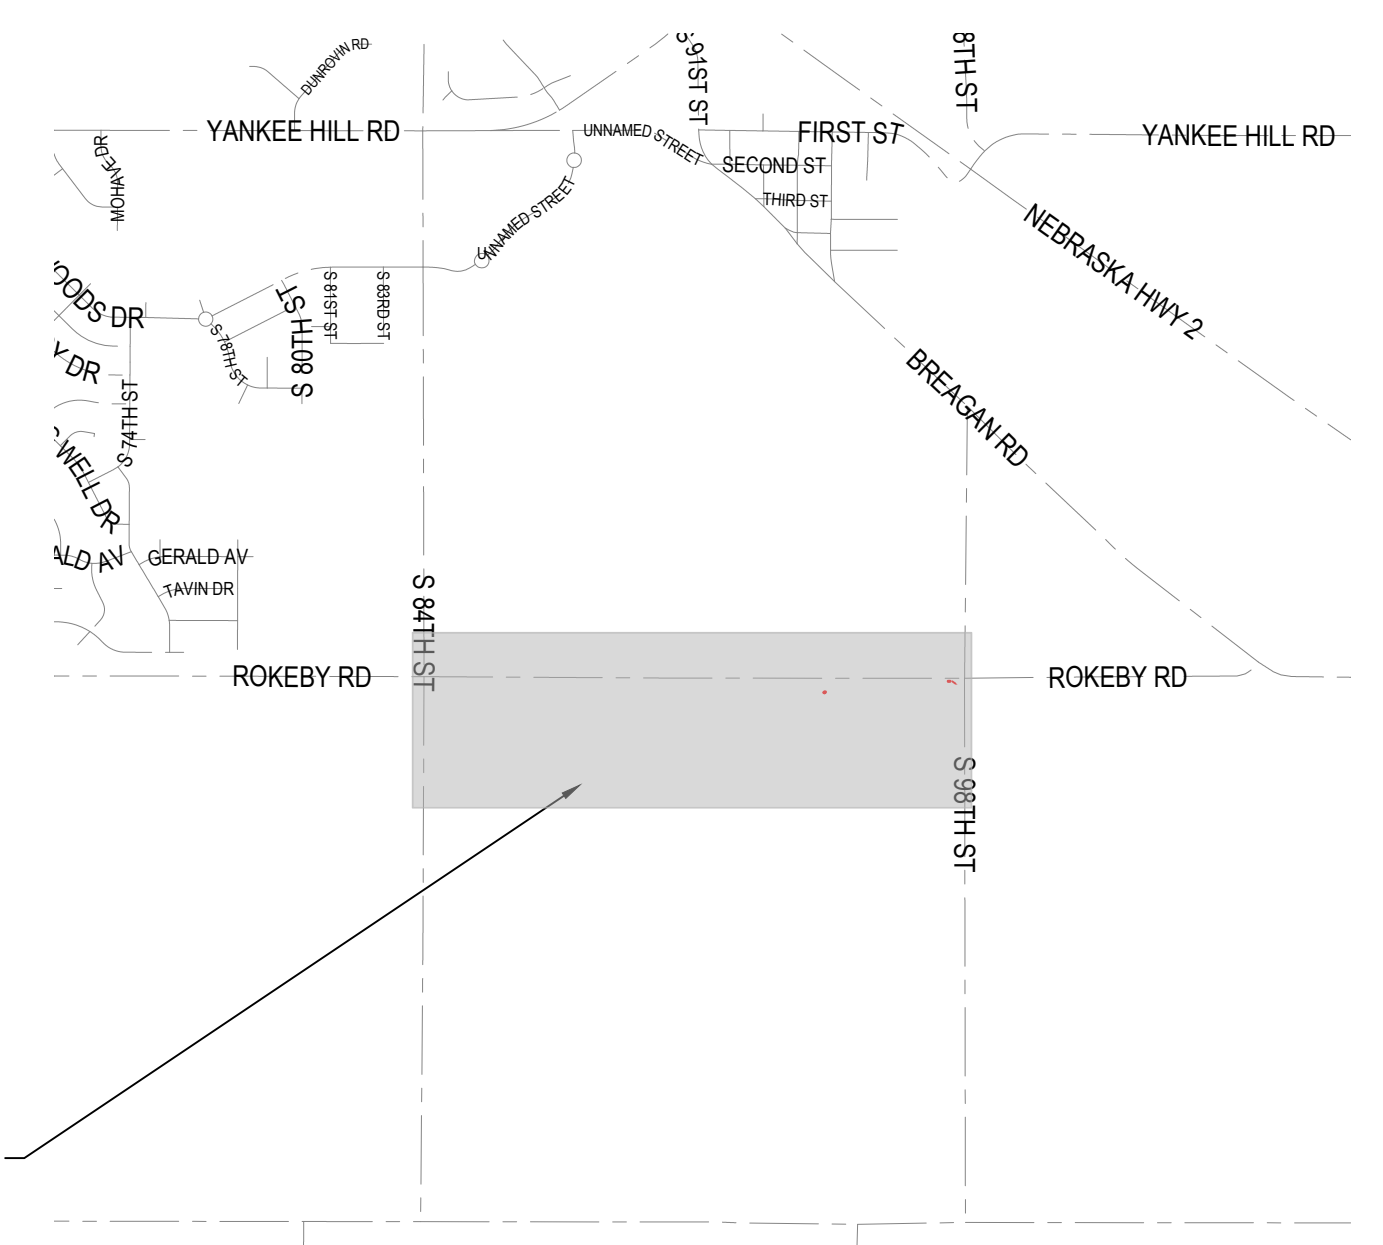 DUNROVIN RD
S 91ST ST
8TH ST
YANKEE HILL RD
UNNAMED STREET
FIRST ST
YANKEE HILL RD
MOHAVE DR
SECOND ST
THIRD ST
UNNAMED STREET
NEBRASKA HWY 2
OODS DR
S 78TH ST
S 80TH ST
S 81ST ST
S 83RD ST
Y DR
S 74TH ST
BREAGAN RD
WELL DR
ALD AV
GERALD AV
TAVIN DR
S 84TH ST
ROKEBY RD
ROKEBY RD
S 98TH ST